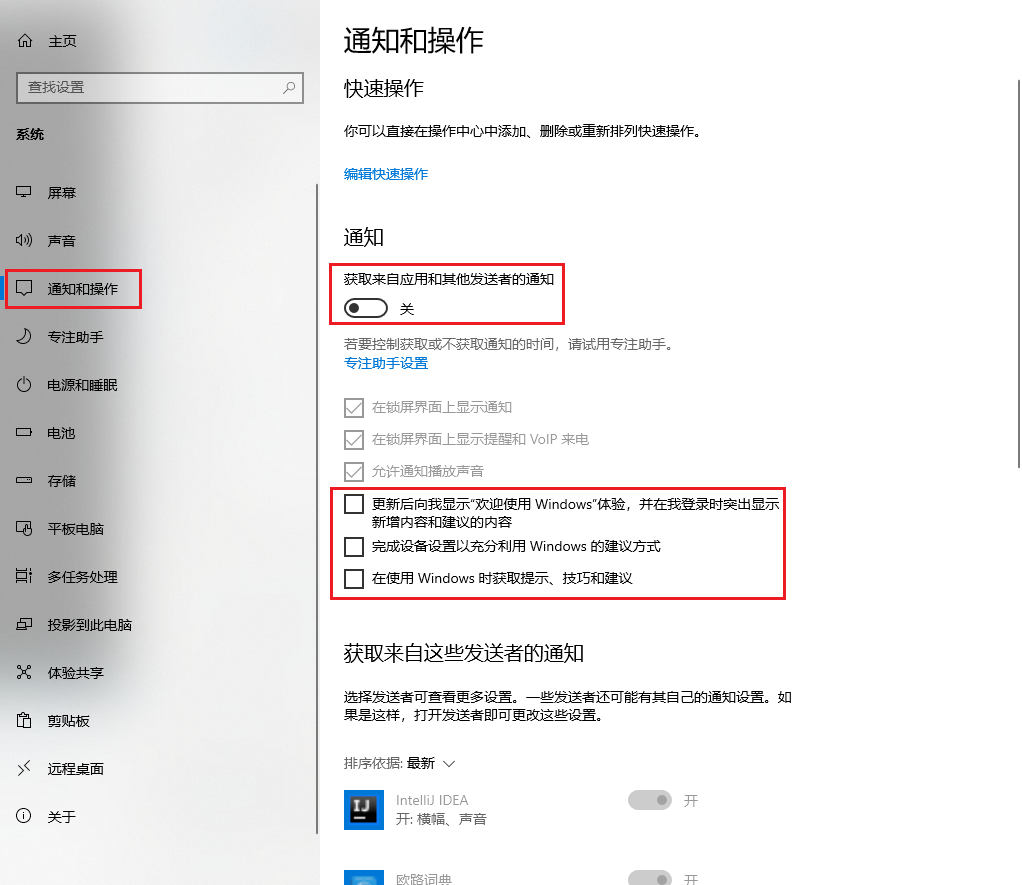 主页
查找设置
系统
屏幕
声音
通知和操作
专注助手
电源和睡眠
电池
存储
平板电脑
多任务处理
投影到此电脑
体验共享
剪贴板
远程桌面
关于
通知和操作
快速操作
你可以直接在操作中心中添加、删除或重新排列快速操作。
编辑快速操作
通知
获取来自应用和其他发送者的通知
关
若要控制获取或不获取通知的时间，请试用专注助手。
专注助手设置
在锁屏界面上显示通知
在锁屏界面上显示提醒和 VoIP 来电
允许通知播放声音
更新后向我显示"欢迎使用 Windows"体验，并在我登录时突出显示
新增内容和建议的内容
完成设备设置以充分利用 Windows 的建议方式
在使用 Windows 时获取提示、技巧和建议
获取来自这些发送者的通知
选择发送者可查看更多设置。一些发送者还可能有其自己的通知设置。如
果是这样，打开发送者即可更改这些设置。
排序依据: 最新
IJ
IntelliJ IDEA
开
开: 横幅、声音
欧路词典
开